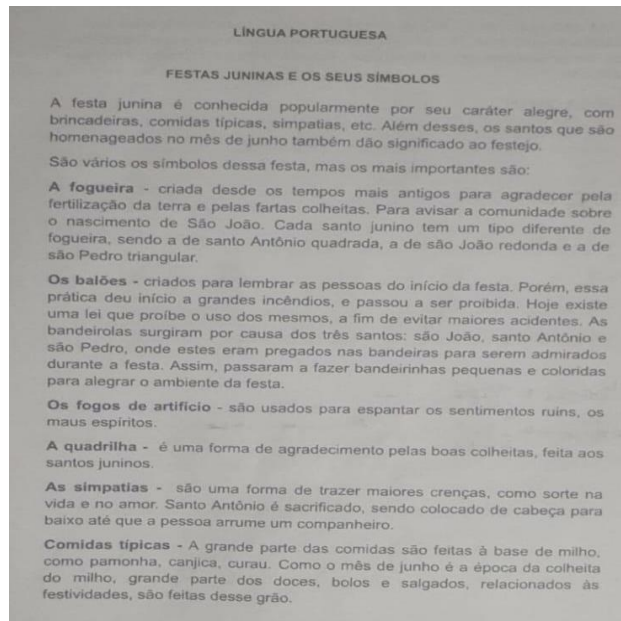 LÍNGUA PORTUGUESA
FESTAS JUNINAS E OS SEUS SÍMBOLOS
A festa junina é conhecida popularmente por seu caráter alegre, com
brincadeiras, comidas típicas, simpatias, etc. Além desses, os santos que são
homenageados no mês de junho também dão significado ao festejo.
São vários os símbolos dessa festa, mas os mais importantes são:
A fogueira - criada desde os tempos mais antigos para agradecer pela
fertilização da terra e pelas fartas colheitas. Para avisar a comunidade sobre
o nascimento de São João. Cada santo junino tem um tipo diferente de
fogueira, sendo a de santo Antônio quadrada, a de são João redonda e a de
são Pedro triangular.
Os balões - criados para lembrar as pessoas do início da festa. Porém, essa
prática deu início a grandes incêndios, e passou a ser proibida. Hoje existe
uma lei que proíbe o uso dos mesmos, a fim de evitar maiores acidentes. As
bandeirolas surgiram por causa dos três santos: são João, santo Antônio e
são Pedro, onde estes eram pregados nas bandeiras para serem admirados
durante a festa. Assim, passaram a fazer bandeirinhas pequenas e coloridas
para alegrar o ambiente da festa.
Os fogos de artifício - são usados para espantar os sentimentos ruins, os
maus espíritos.
A quadrilha - é uma forma de agradecimento pelas boas colheitas, feita aos
santos juninos.
As simpatias - são uma forma de trazer maiores crenças, como sorte na
vida e no amor. Santo Antônio é sacrificado, sendo colocado de cabeça para
baixo até que a pessoa arrume um companheiro.
Comidas típicas - A grande parte das comidas são feitas à base de milho,
como pamonha, canjica, curau. Como o mês de junho é a época da colheita
do milho, grande parte dos doces, bolos e salgados, relacionados às
festividades, são feitas desse grão.